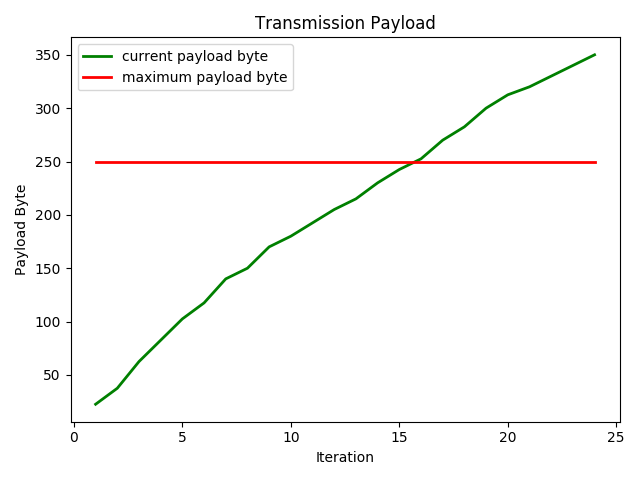 Transmission Payload
current payload byte
maximum payload byte
350
300
250
200
150
100
50
Payload Byte
0
5
10
15
20
25
Iteration